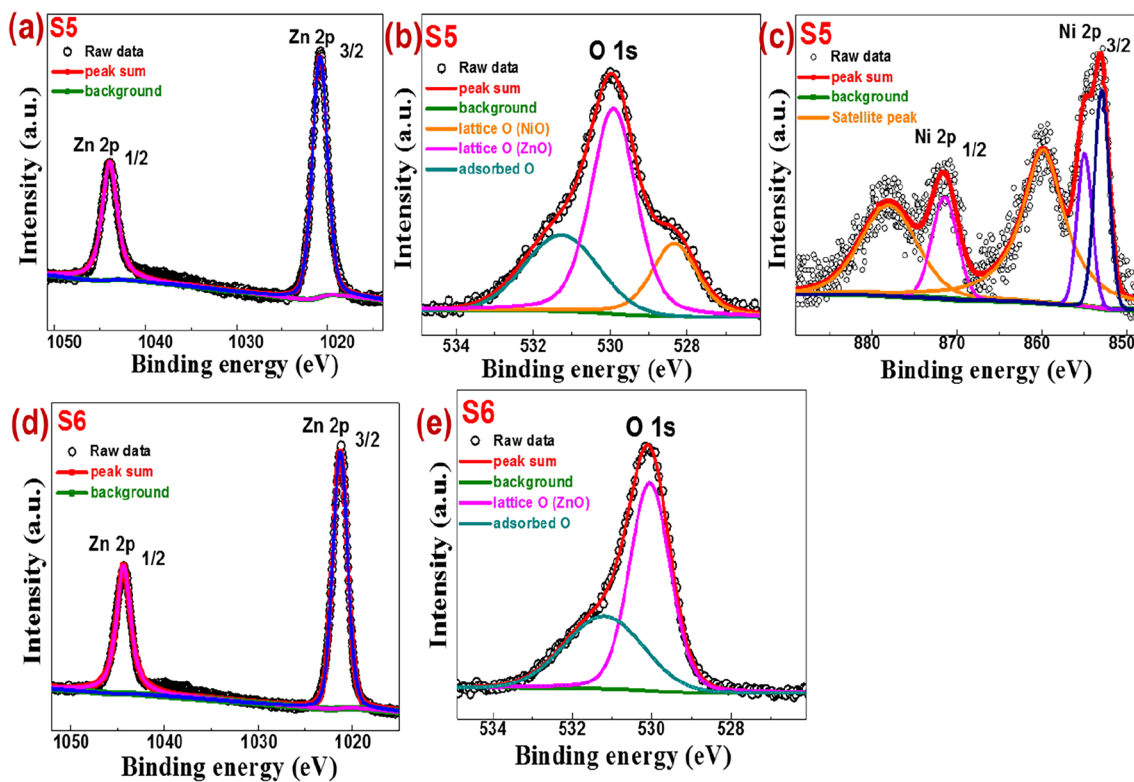 (a)
S5
Zn 2p
3/2
Raw data
peak sum
background
Zn 2p
1/2
Intensity (a.u.)
1050
1040
1030
1020
Binding energy (eV)
(b)
S5
O 1s
Raw data
peak sum
background
lattice O (NiO)
lattice O (ZnO)
adsorbed O
Intensity (a.u.)
534
532
530
528
Binding energy (eV)
(c)
S5
Ni 2p
3/2
Raw data
peak sum
background
Satellite peak
Ni 2p
1/2
Intensity (a.u.)
880
870
860
850
Binding energy (eV)
(d)
S6
Zn 2p
3/2
Raw data
peak sum
background
Zn 2p
1/2
Intensity (a.u.)
1050
1040
1030
1020
Binding energy (eV)
(e)
S6
O 1s
Raw data
peak sum
background
lattice O (ZnO)
adsorbed O
Intensity (a.u.)
534
532
530
528
Binding energy (eV)